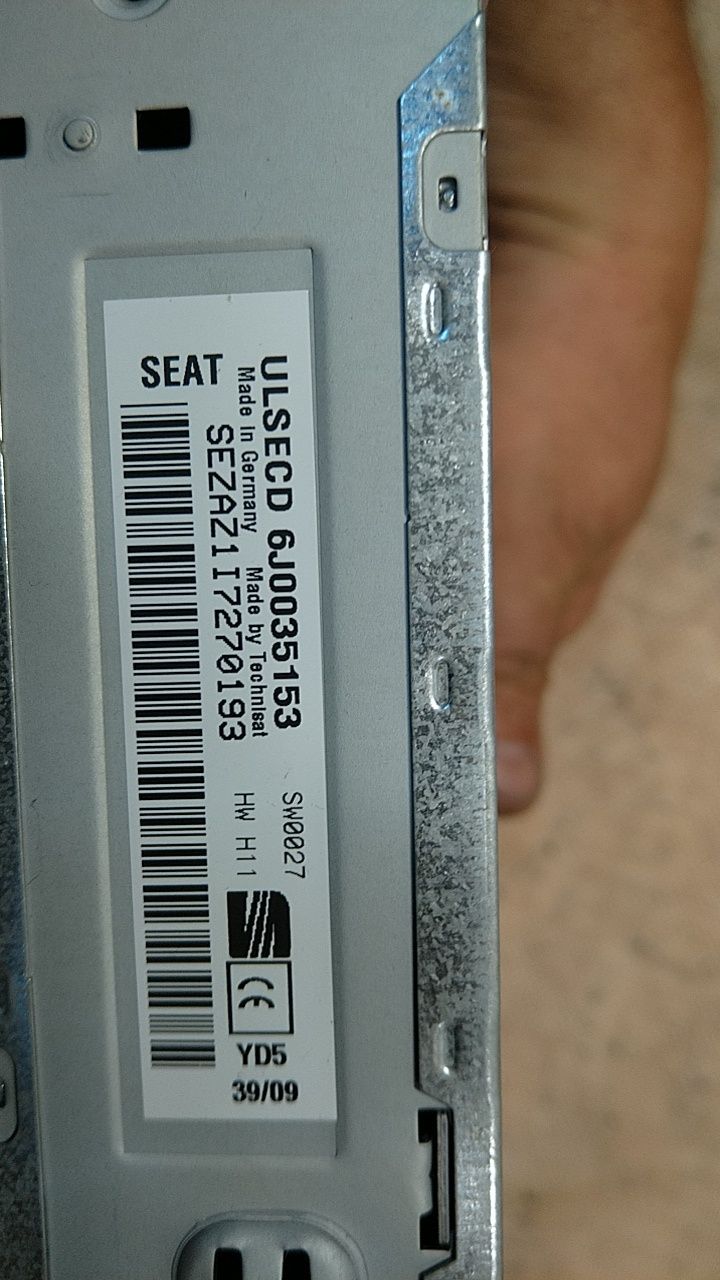 ULSECD 6J0035153
SW0027
Made in Germany Made by Technisat
HW H11
SEZAZ1I7270193
SEAT
CE
YD5
39/09